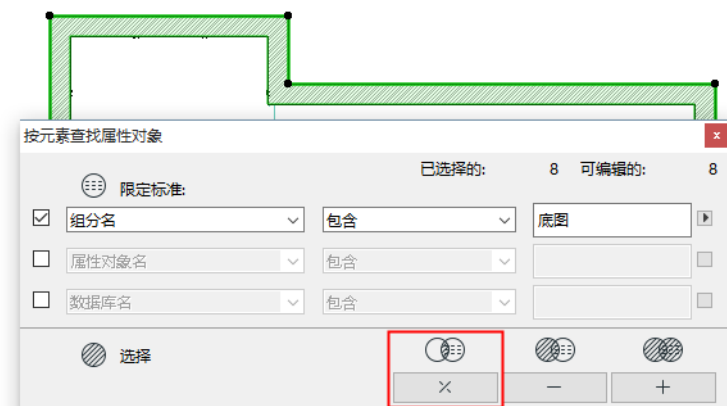 按元素查找属性对象
已选择的: 8 可编辑的: 8
限定标准:
组分名 包含 底图
属性对象名 包含
数据库名 包含
选择